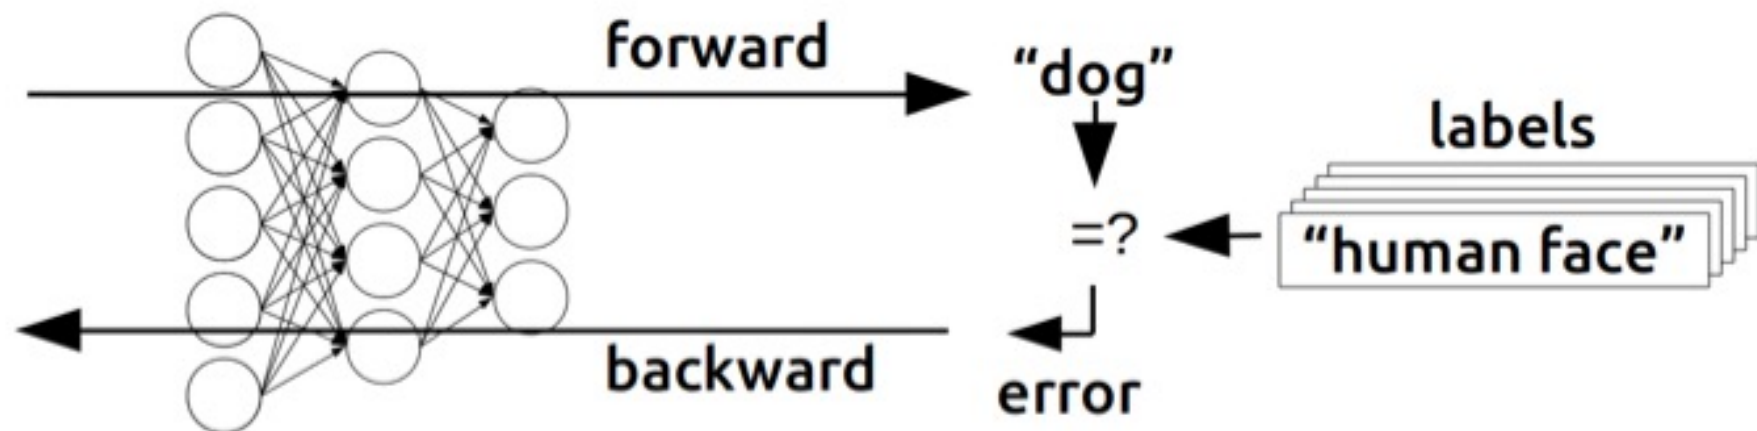 forward
“dog”
labels
=?
“human face”
backward
error